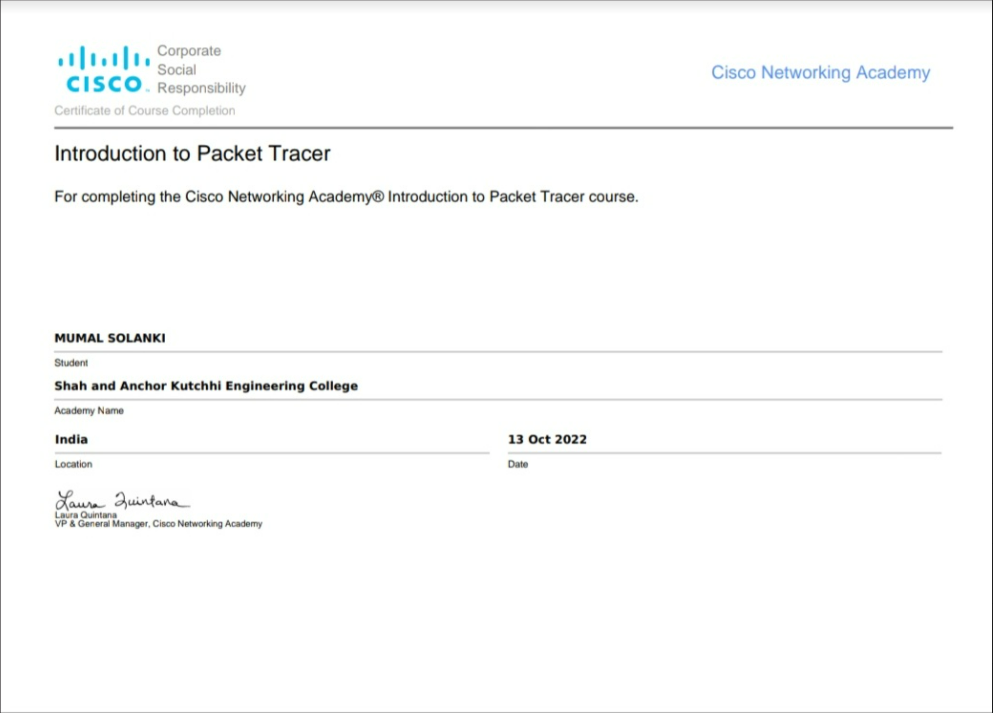 Corporate
Social
CISCO Responsibility
Cisco Networking Academy
Certificate of Course Completion
Introduction to Packet Tracer
For completing the Cisco Networking Academy® Introduction to Packet Tracer course.
MUMAL SOLANKI
Student
Shah and Anchor Kutchhi Engineering College
Academy Name
India
Location
13 Oct 2022
Date
Laura Quintana
Laura Quintana
VP & General Manager, Cisco Networking Academy